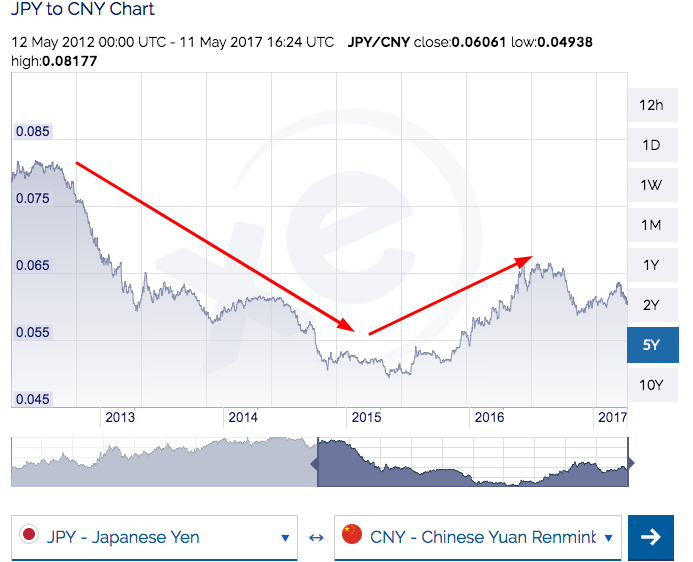 JPY to CNY Chart
12 May 2012 00:00 UTC - 11 May 2017 16:24 UTC JPY/CNY close:0.06061 low:0.04938
high:0.08177
xe
0.085
0.075
0.065
0.055
0.045
2013 2014 2015 2016 2017
12h
1D
1W
1M
1Y
2Y
5Y
10Y
JPY - Japanese Yen
CNY - Chinese Yuan Renminb